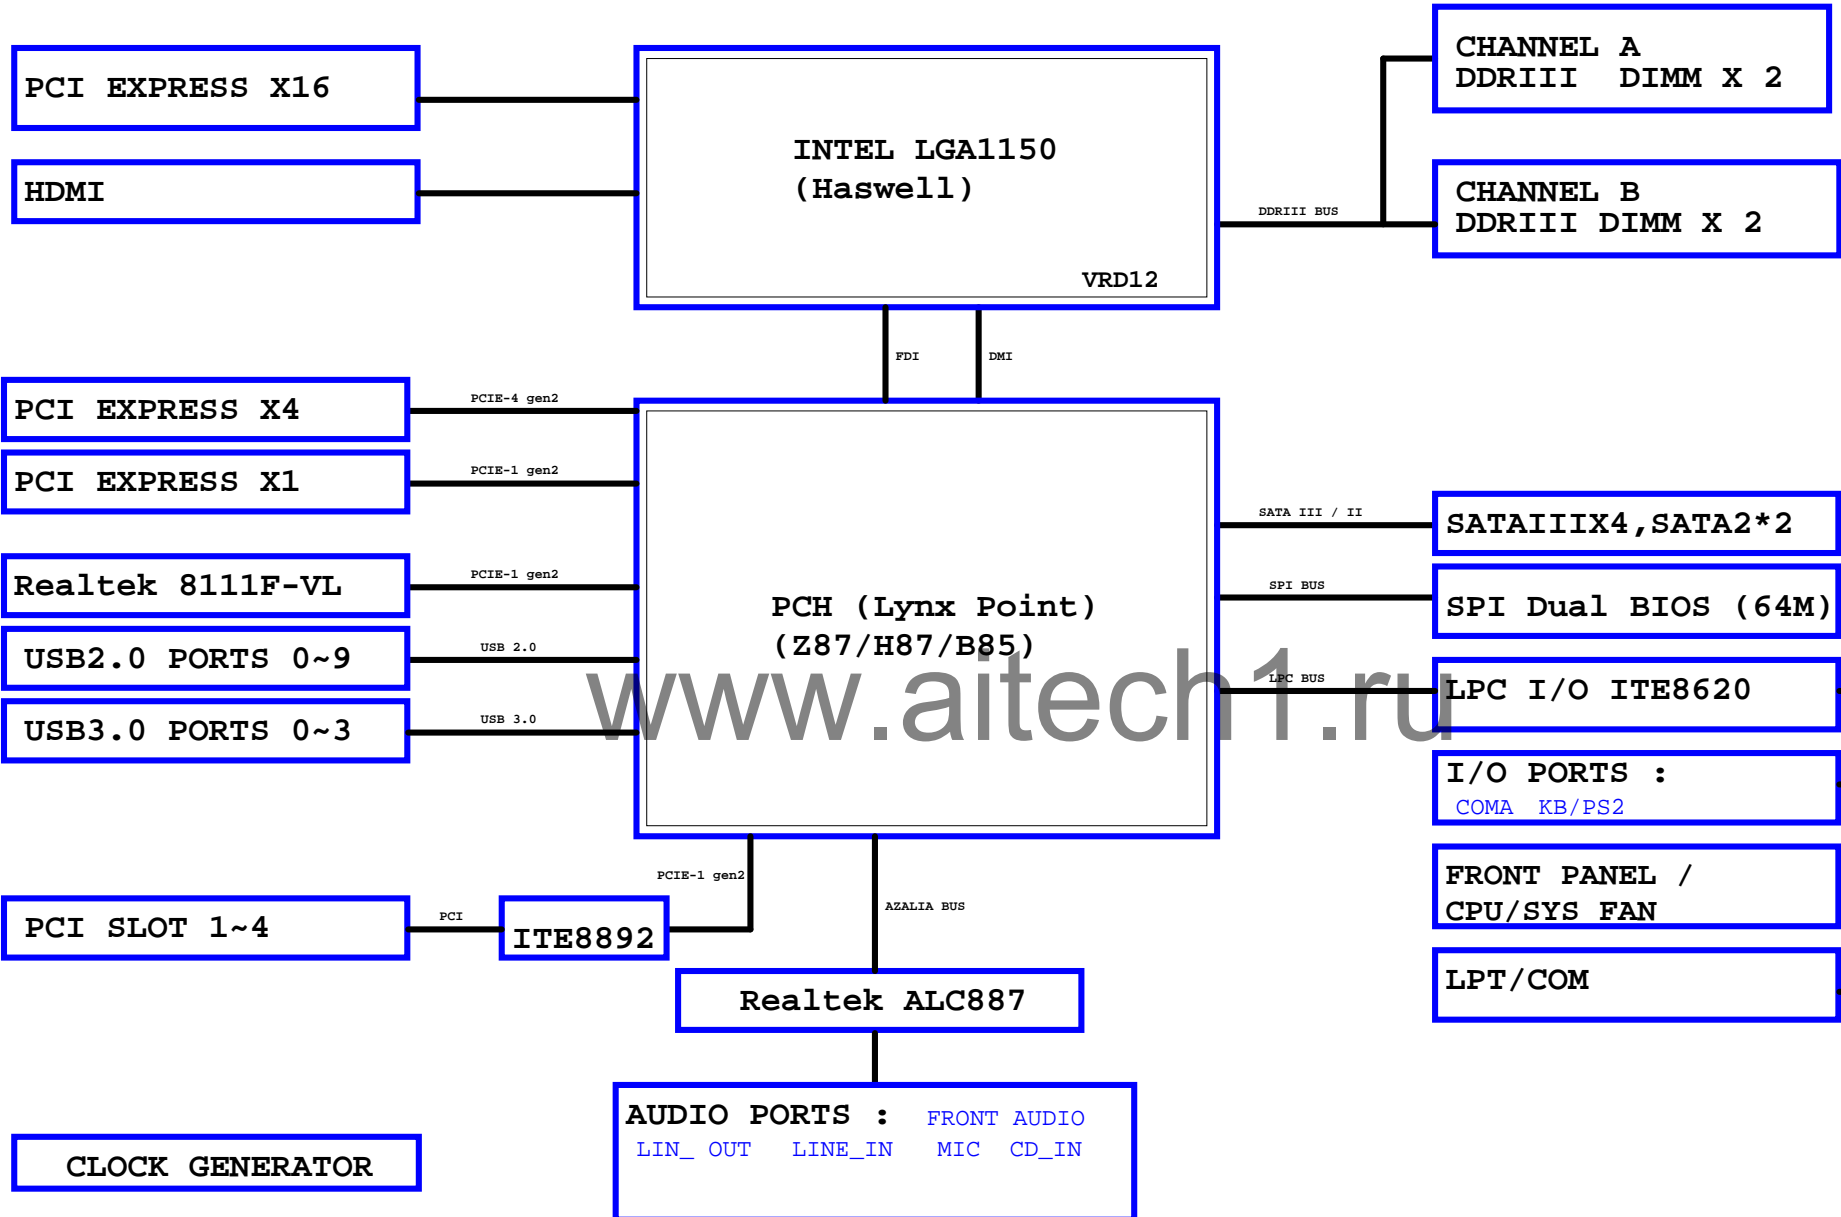 PCI EXPRESS X16
HDMI
INTEL LGA1150
(Haswell)
VRD12
DDRIII BUS
CHANNEL A
DDRIII DIMM X 2
CHANNEL B
DDRIII DIMM X 2
FDI
DMI
PCI EXPRESS X4
PCIE-4 gen2
PCI EXPRESS X1
PCIE-1 gen2
Realtek 8111F-VL
PCIE-1 gen2
USB2.0 PORTS 0~9
USB 2.0
USB3.0 PORTS 0~3
USB 3.0
PCH (Lynx Point)
(Z87/H87/B85)
www.aitech1.ru
SATA III / II
SATAIIIX4,SATA2*2
SPI BUS
SPI Dual BIOS (64M)
LPC BUS
LPC I/O ITE8620
I/O PORTS :
COMA KB/PS2
FRONT PANEL /
CPU/SYS FAN
LPT/COM
PCI SLOT 1~4
PCI
ITE8892
PCIE-1 gen2
AZALIA BUS
Realtek ALC887
AUDIO PORTS : FRONT AUDIO
LIN_ OUT LINE_IN MIC CD_IN
CLOCK GENERATOR